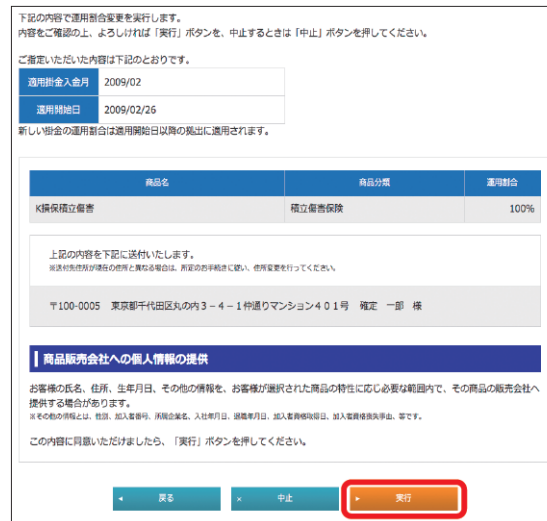 下記の内容で運用割合変更を実行します。
内容をご確認の上、よろしければ「実行」ボタンを、中止するときは「中止」ボタンを押してください。
ご指定いただいた内容は下記のとおりです。
適用掛金入金月 2009/02
適用開始日 2009/02/26
新しい掛金の運用割合は適用開始日以降の拠出に適用されます。
商品名 商品分類 運用割合
K損保積立傷害 積立傷害保険 100%
上記の内容を下記に送付いたします。
※送付先住所が現在の住所と異なる場合は、所定のお手続きに従い、住所変更を行ってください。
〒100-0005 東京都千代田区丸の内3-4-1仲通りマンション401号 確定 一郎 様
商品販売会社への個人情報の提供
お客様の氏名、住所、生年月日、その他の情報を、お客様が選択された商品の特性に応じ必要な範囲内で、その商品の販売会社へ
提供する場合があります。
※その他の情報とは、性別、加入者番号、所属企業名、入社年月日、退職年月日、加入者資格取得日、加入者資格喪失事由、等です。
この内容に同意いただけましたら、「実行」ボタンを押してください。
戻る × 中止 実行